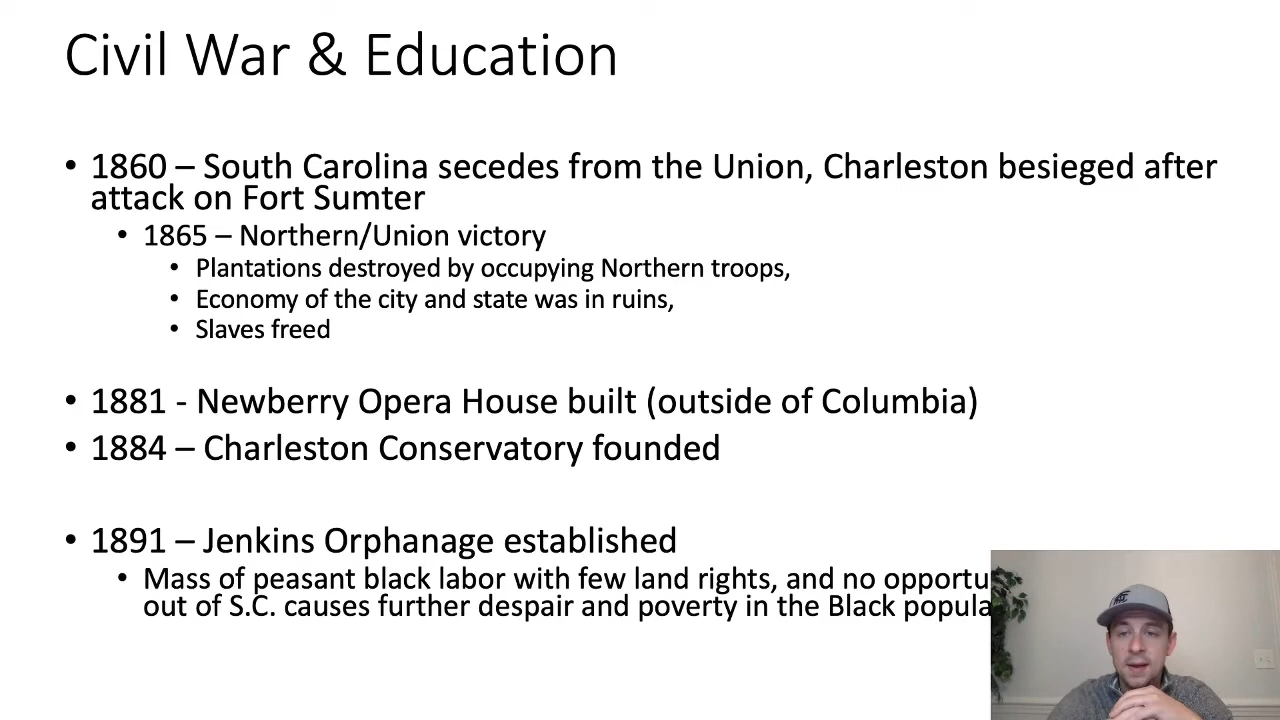 Civil War & Education
• 1860 – South Carolina secedes from the Union, Charleston besieged after
attack on Fort Sumter
• 1865 – Northern/Union victory
• Plantations destroyed by occupying Northern troops,
• Economy of the city and state was in ruins,
• Slaves freed
• 1881 - Newberry Opera House built (outside of Columbia)
• 1884 – Charleston Conservatory founded
• 1891 – Jenkins Orphanage established
• Mass of peasant black labor with few land rights, and no
out of S.C. causes further despair and poverty in the Black